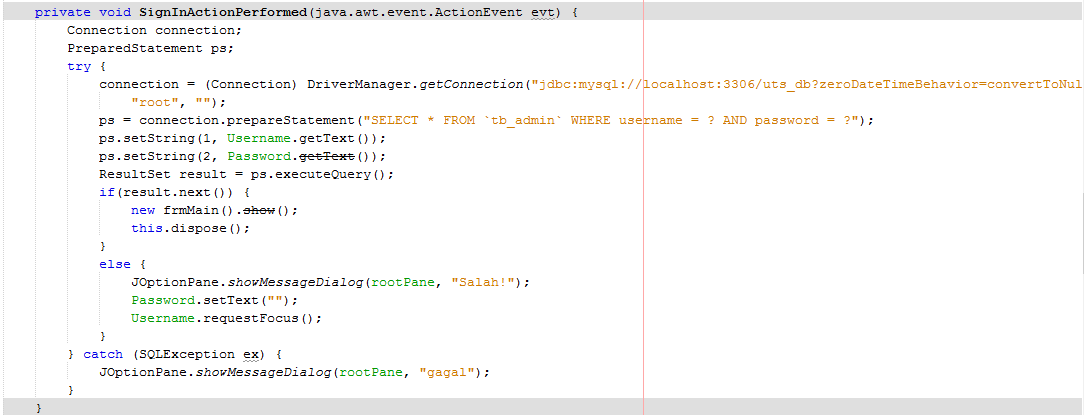 private void SignInActionPerformed(java.awt.event.ActionEvent evt) {
    Connection connection;
    PreparedStatement ps;
    try {
        connection = (Connection) DriverManager.getConnection("jdbc:mysql://localhost:3306/uts_db?zeroDateTimeBehavior=convertToNul
            "root", "");
        ps = connection.prepareStatement("SELECT * FROM `tb_admin` WHERE username = ? AND password = ?");
        ps.setString(1, Username.getText());
        ps.setString(2, Password.getText());
        ResultSet result = ps.executeQuery();
        if(result.next()) {
            new frmMain().show();
            this.dispose();
        }
        else {
            JOptionPane.showMessageDialog(rootPane, "Salah!");
            Password.setText("");
            Username.requestFocus();
        }
    } catch (SQLException ex) {
        JOptionPane.showMessageDialog(rootPane, "gagal");
    }
}